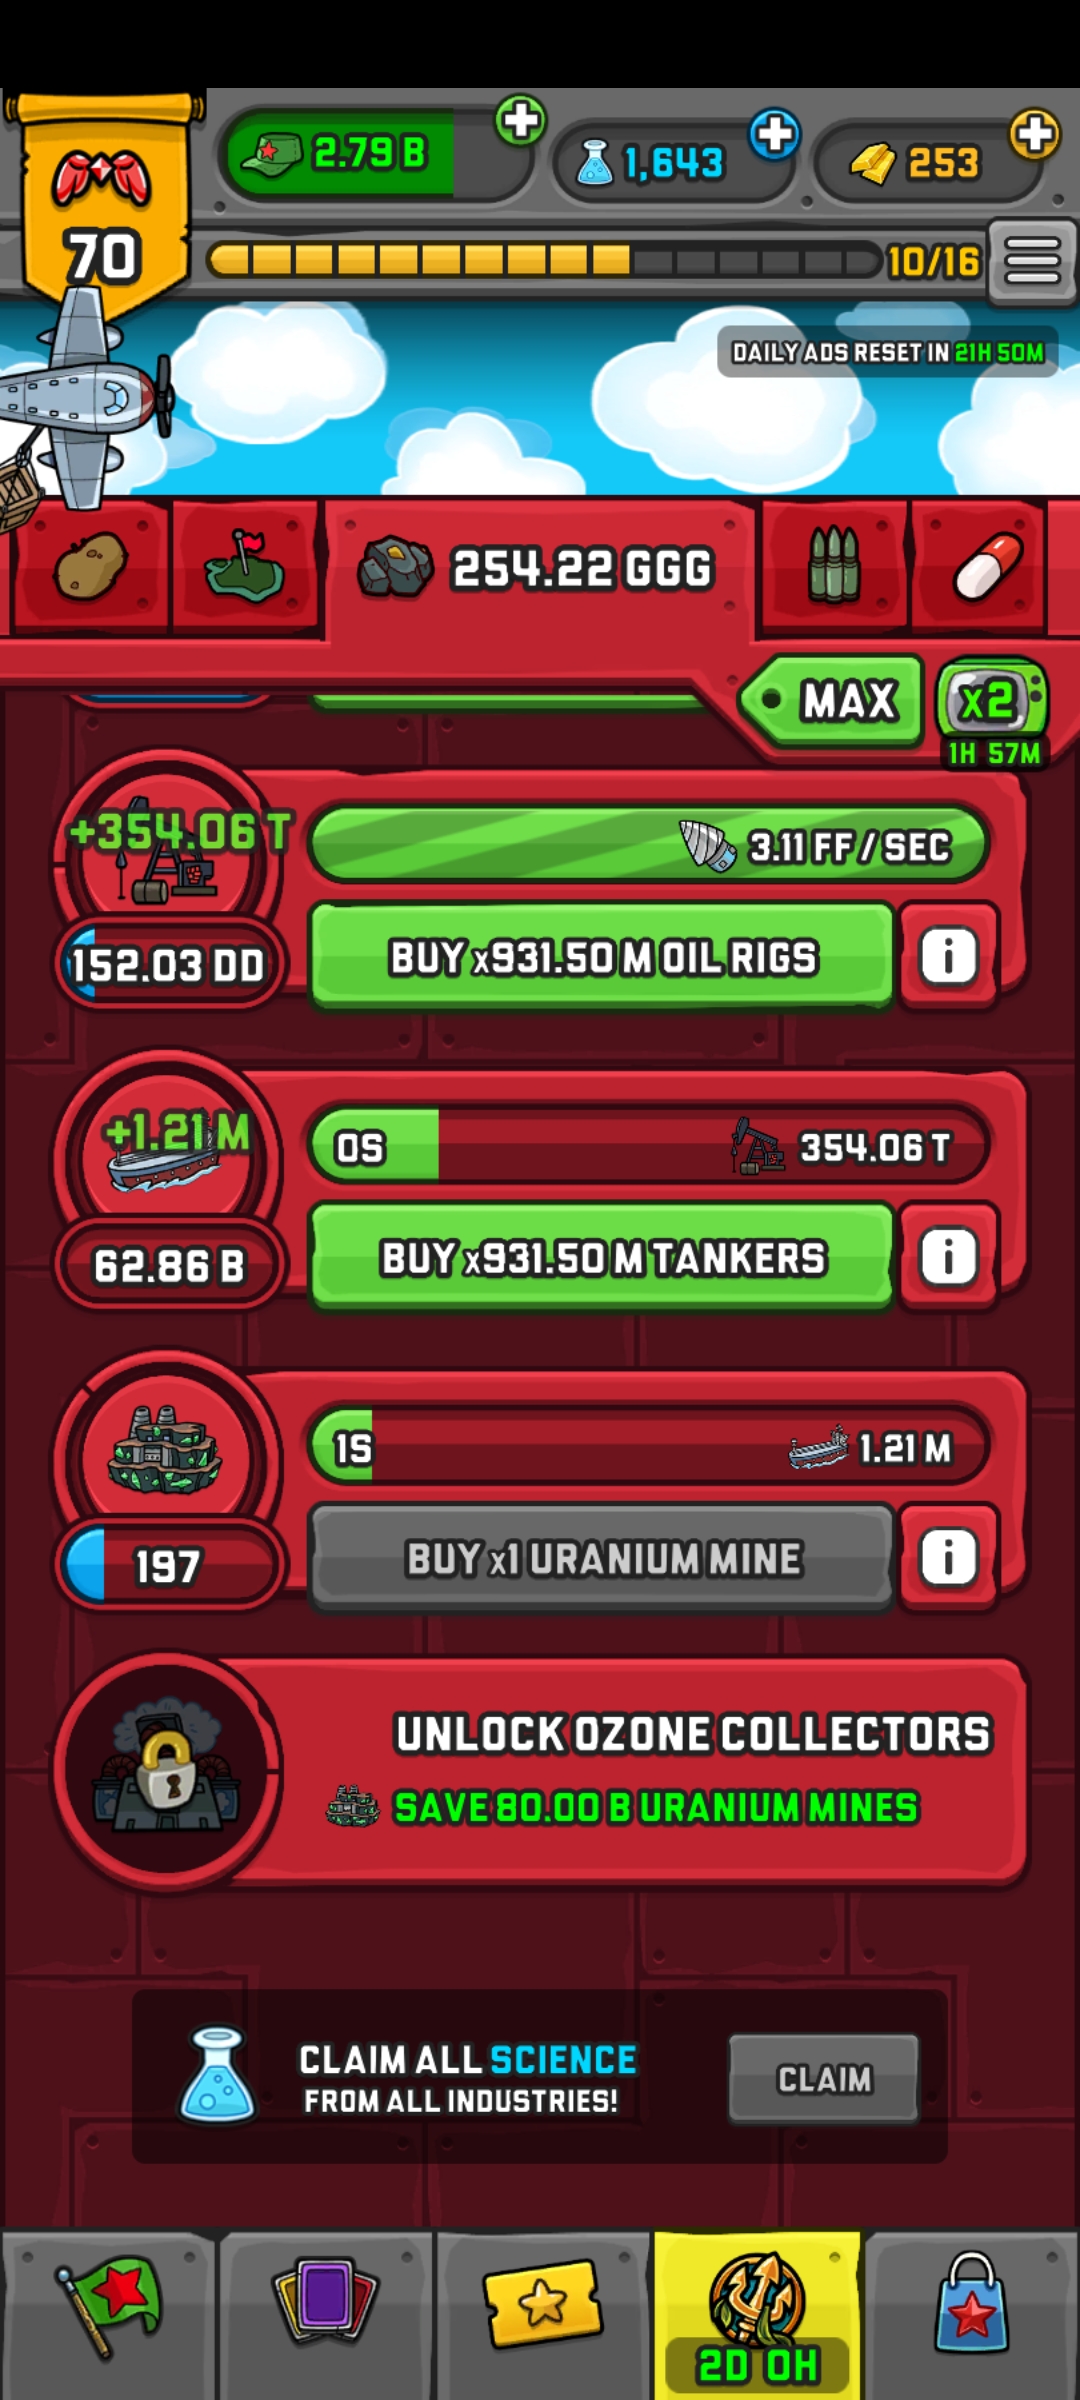 2.79 B
1,643
253
70
10/16
DAILY ADS RESET IN 21H 50M
254.22 GGG
MAX
x2
1H 57M
+354.06 T
3.11 FF / SEC
152.03 DD
BUY x931.50 M OIL RIGS
i
+1.21 M
0S
354.06 T
62.86 B
BUY x931.50 M TANKERS
i
1S
1.21 M
197
BUY x1 URANIUM MINE
i
UNLOCK OZONE COLLECTORS
SAVE 80.00 B URANIUM MINES
CLAIM ALL SCIENCE
FROM ALL INDUSTRIES!
CLAIM
2D 0H